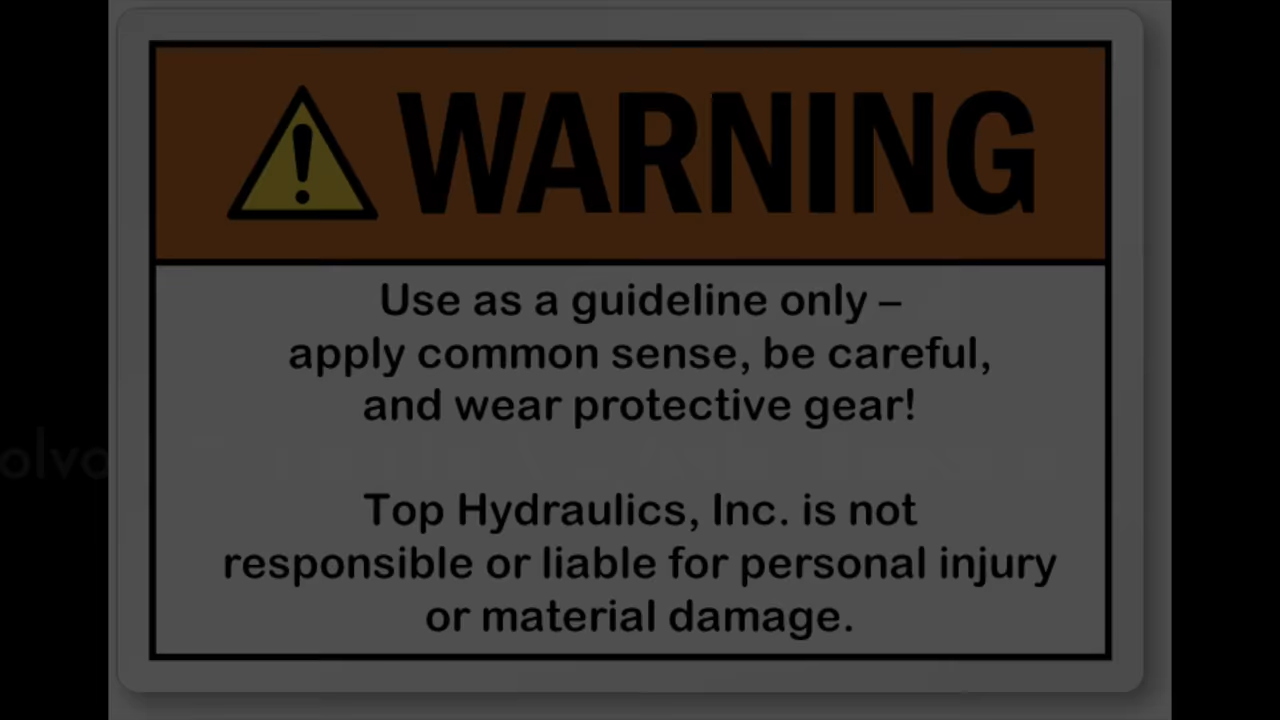 WARNING
Use as a guideline only –
apply common sense, be careful,
and wear protective gear!
olvo
Top Hydraulics, Inc. is not
responsible or liable for personal injury
or material damage.